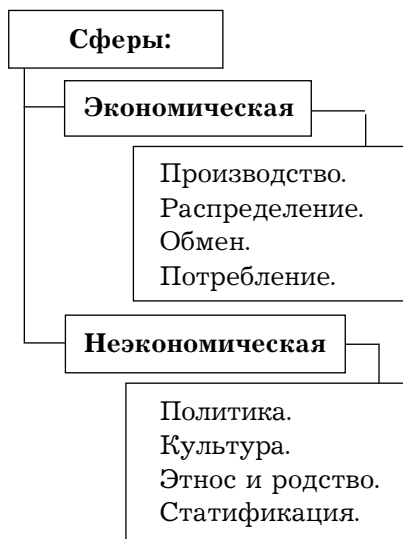 Сферы:
Экономическая
Производство.
Распределение.
Обмен.
Потребление.
Неэкономическая
Политика.
Культура.
Этнос и родство.
Статификация.